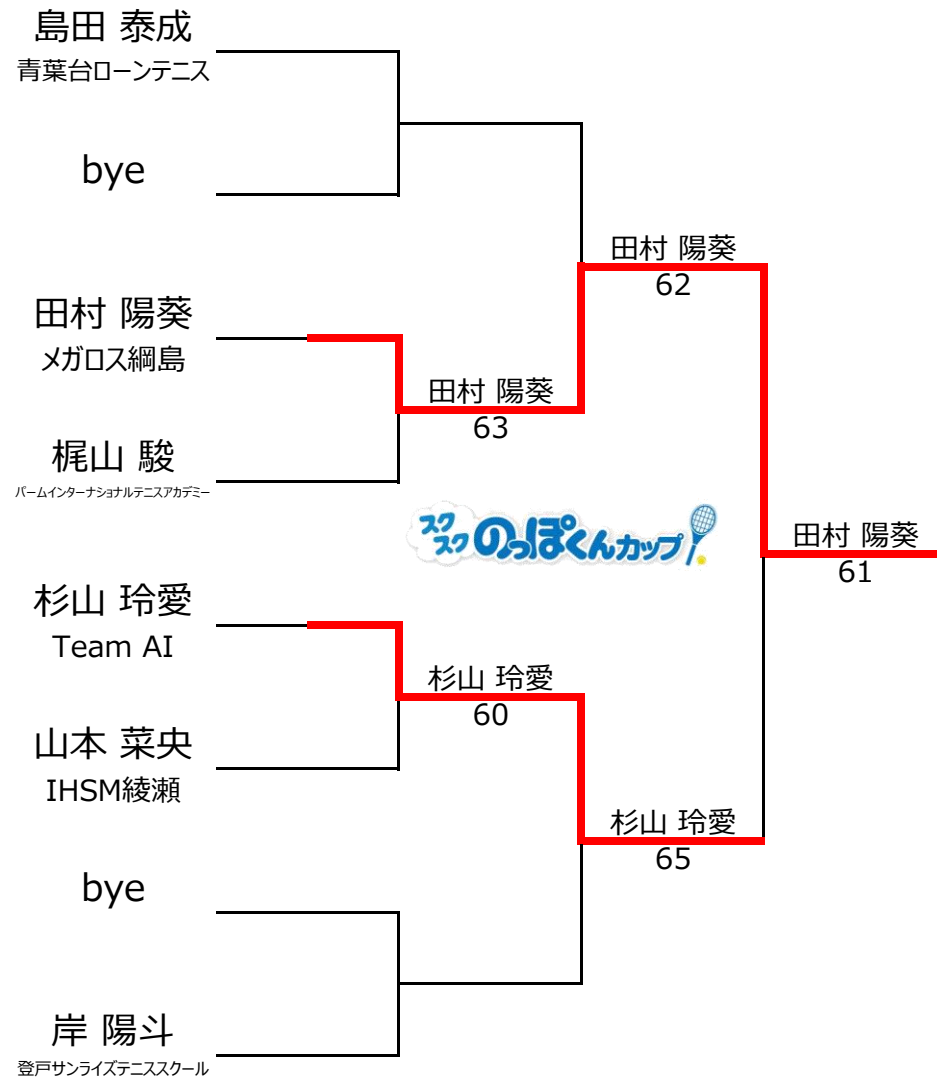 島田 泰成
青葉台ローンテニス
bye
田村 陽葵
62
田村 陽葵
メガロス綱島
田村 陽葵
63
梶山 駿
パームインターナショナルテニスアカデミー
スク
スク のっぽくんカップ
田村 陽葵
61
杉山 玲愛
Team AI
杉山 玲愛
60
山本 菜央
IHSM綾瀬
杉山 玲愛
65
bye
岸 陽斗
登戸サンライズテニススクール